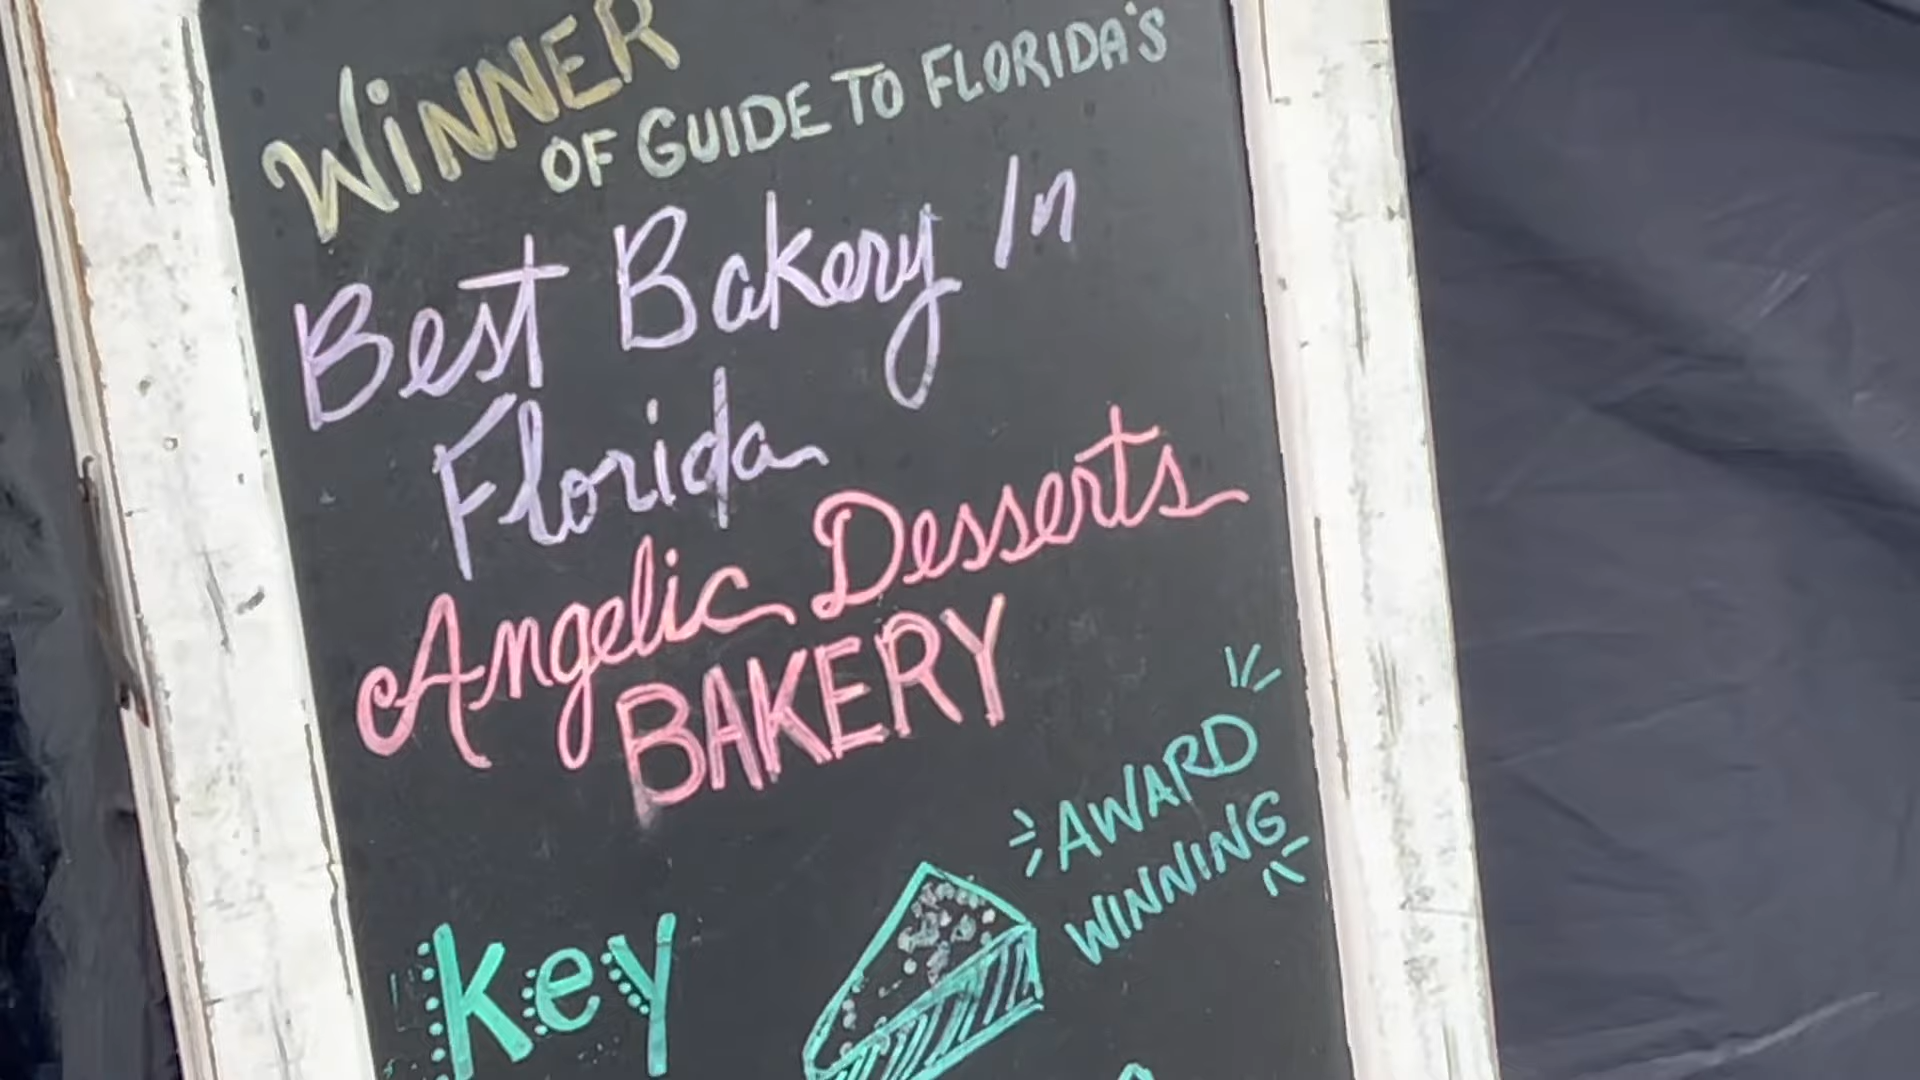 WINNER
OF GUIDE TO FLORIDA'S
Best Bakery In
Florida
Angelic Desserts
BAKERY
AWARD
WINNING
Key